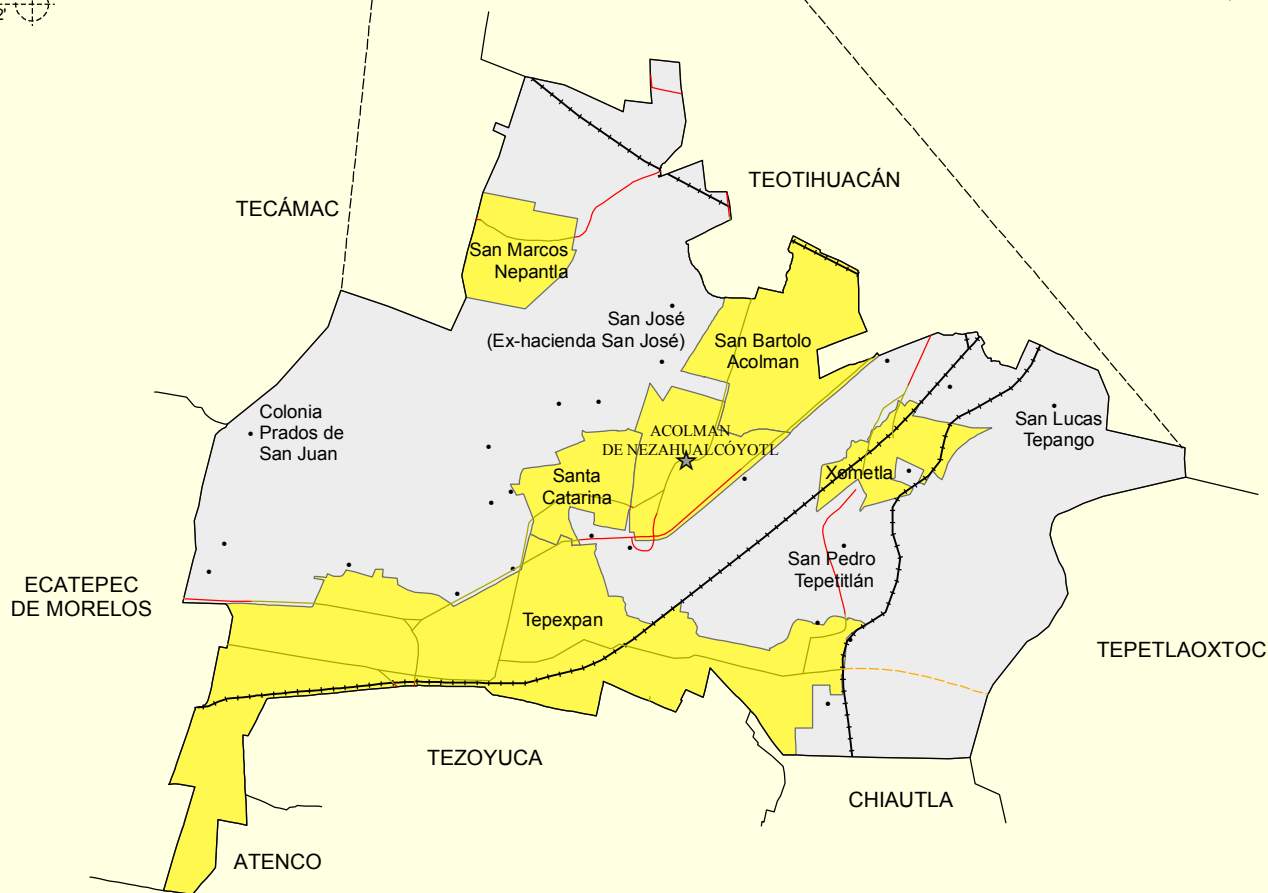 2'
TEOTIHUACÁN
TECÁMAC
San Marcos
Nepantla
San José
(Ex-hacienda San José)
San Bartolo
Acolman
Colonia
Prados de
San Juan
ACOLMAN
DE NEZAHUALCÓYOTL
San Lucas
Tepango
Santa
Catarina
Xometla
San Pedro
Tepetitlán
ECATEPEC
DE MORELOS
Tepexpan
TEPETLAOXTOC
TEZOYUCA
CHIAUTLA
ATENCO